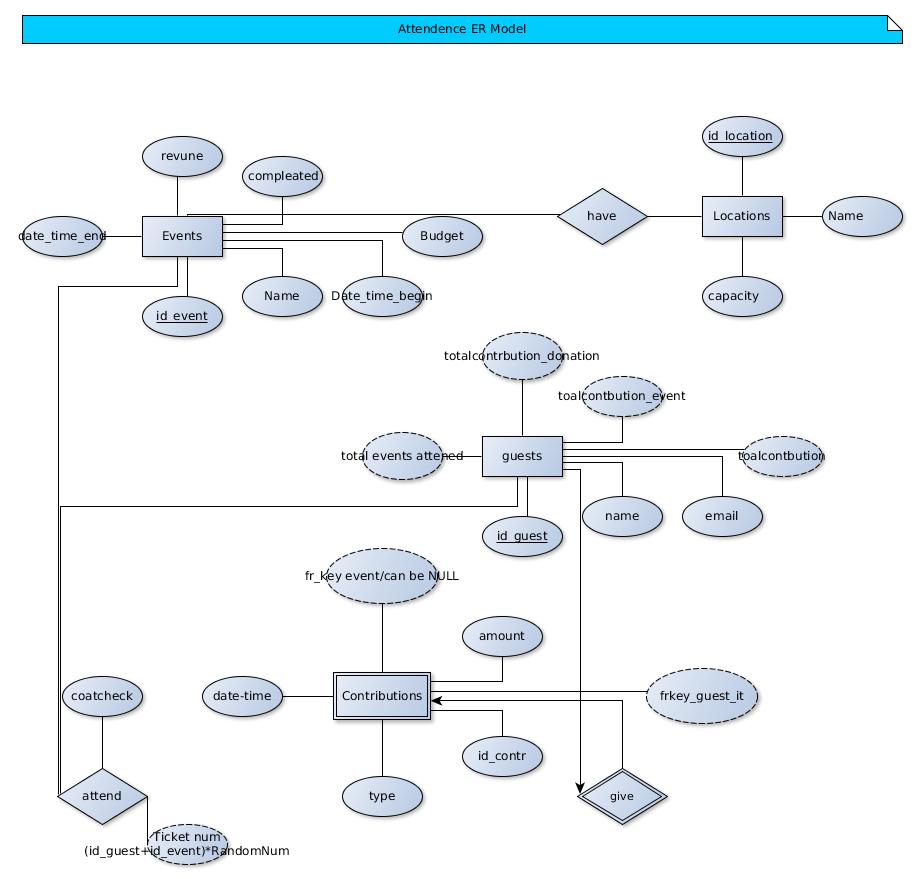 Attendence ER Model
id_location
revune
compleated
have
Locations
Name
date_time_end
Events
Budget
Name
Date_time_begin
capacity
id_event
totalcontrbution_donation
toalcontbution_event
total events attened
guests
toalcontbution
id_guest
name
email
fr_key event/can be NULL
amount
coatcheck
date-time
Contributions
frkey_guest_it
id_contr
attend
type
give
Ticket num
(id_guest+id_event)*RandomNum